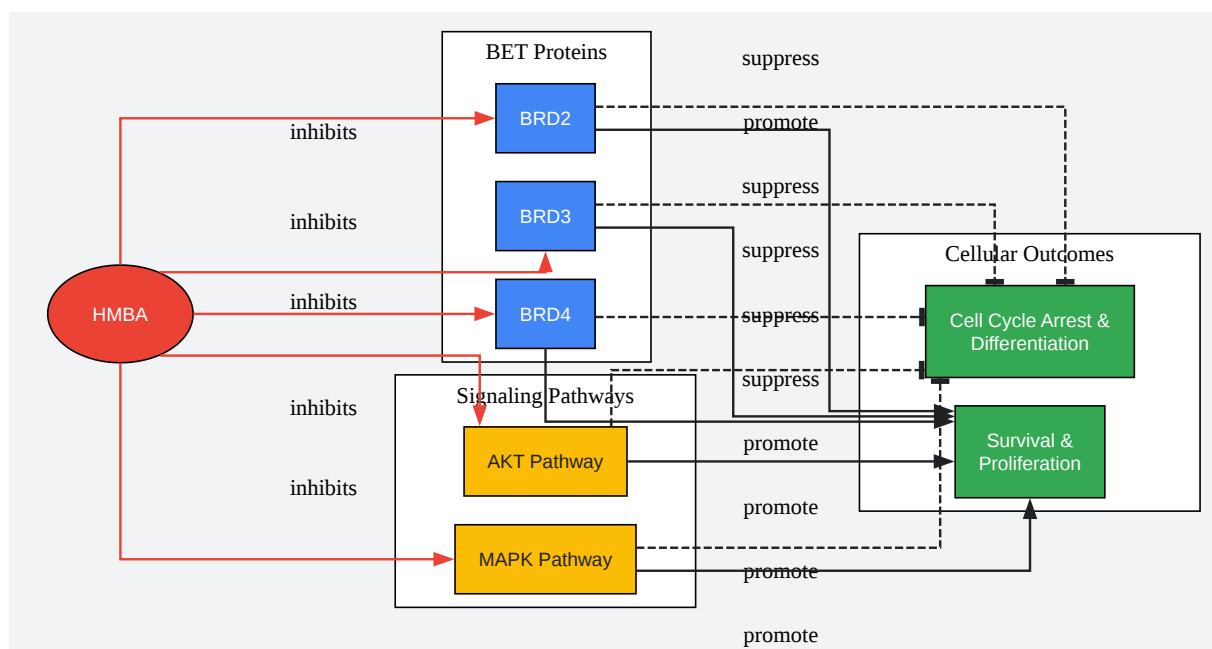 BET Proteins
suppress
BRD2
promote
inhibits
suppress
BRD3
inhibits
suppress
Cellular Outcomes
inhibits
HMBA
BRD4
suppress
Cell Cycle Arrest &
Differentiation
suppress
Signaling Pathways
inhibits
promote
Survival &
Proliferation
AKT Pathway
inhibits
promote
MAPK Pathway
promote
promote